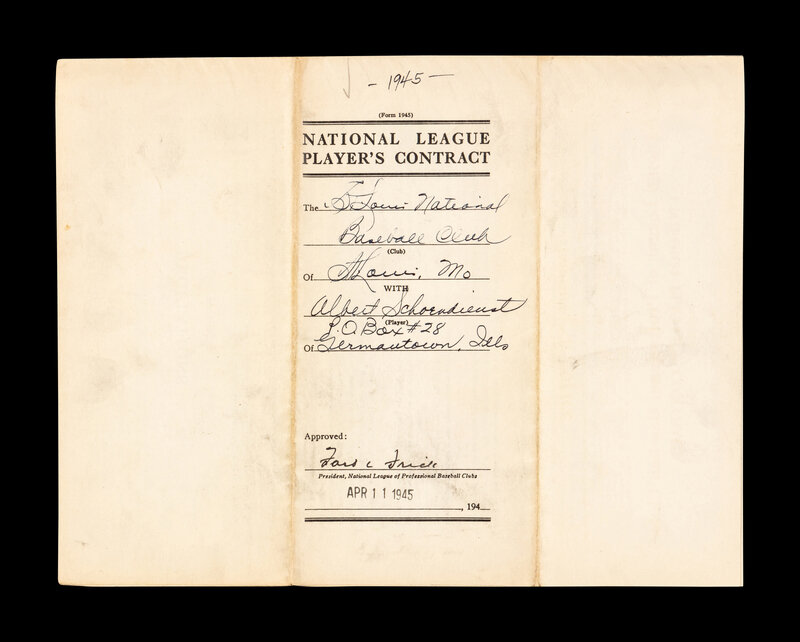 - 1945 -
(Form 1945)
NATIONAL LEAGUE
PLAYER'S CONTRACT
The St. Louis National
Baseball Club
(Club)
Of St Louis, Mo
WITH
Albert Schoendienst
(Player)
P.O. Box #28
Of Germantown, Ills
Approved:
Ford C Frick
President, National League of Professional Baseball Clubs
APR 11 1945
, 194